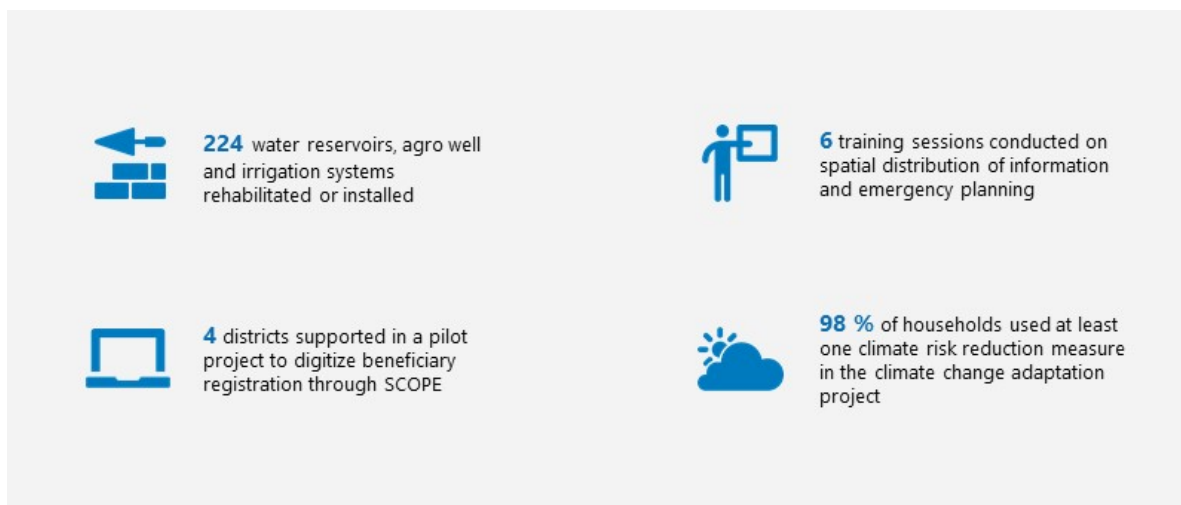 224 water reservoirs, agro well
and irrigation systems
rehabilitated or installed
6 training sessions conducted on
spatial distribution of information
and emergency planning
4 districts supported in a pilot
project to digitize beneficiary
registration through SCOPE
98 % of households used at least
one climate risk reduction measure
in the climate change adaptation
project